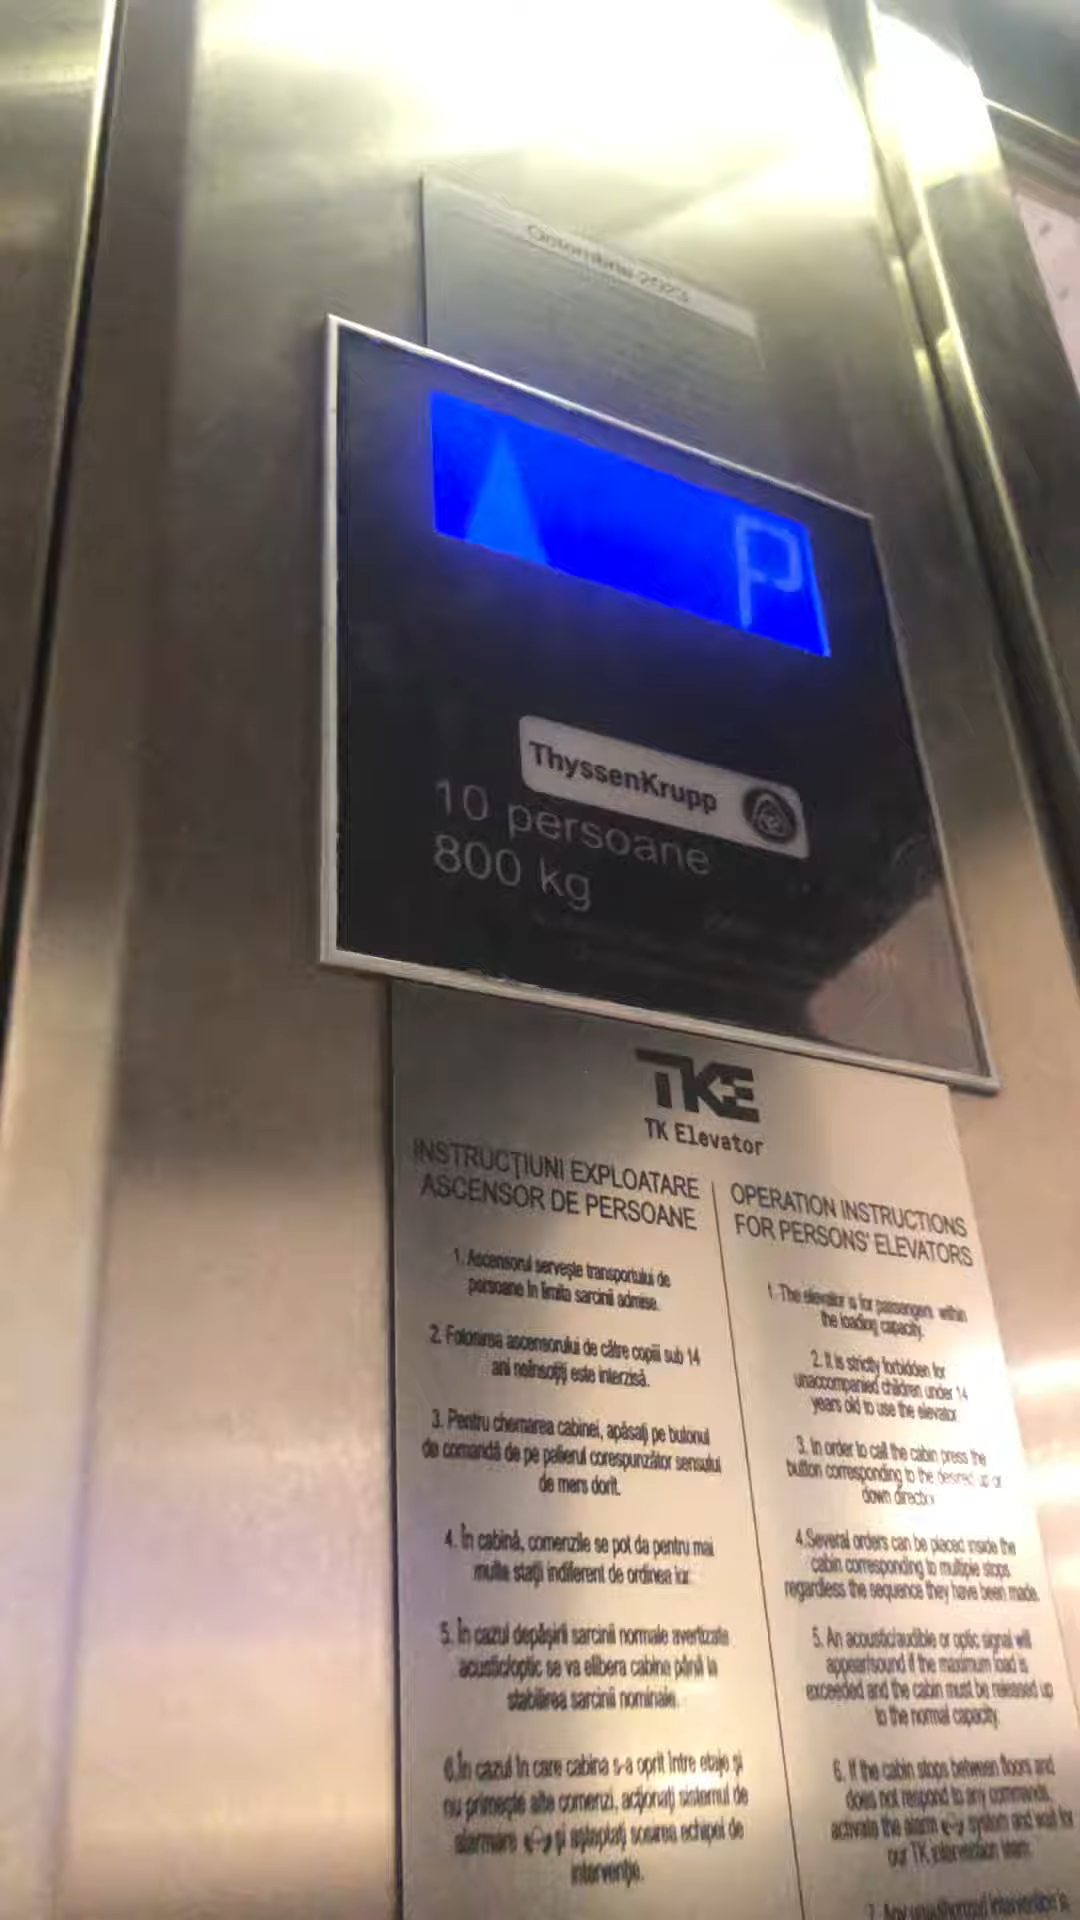 Octombrie 2023
P
ThyssenKrupp
10 persoane
800 kg
TKE
TK Elevator
INSTRUCȚIUNI EXPLOATARE
ASCENSOR DE PERSOANE
1. Ascensorul servește transportului de
persoane în limita sarcinii admise.
2. Folosirea ascensorului de către copiii sub 14
ani neînsoțiți este interzisă.
3. Pentru chemarea cabinei, apăsați pe butonul
de comandă de pe palierul corespunzător sensului
de mers dorit.
4. În cabină, comenzile se pot da pentru mai
multe stații indiferent de ordinea lor.
5. În cazul depășirii sarcinii normale avertizate
acustic/optic se va elibera cabina până la
stabilirea sarcinii nominale.
6.În cazul în care cabina s-a oprit între etaje și
nu primește alte comenzi, acționați sistemul de
alarmare și așteptați sosirea echipei de
intervenție.
OPERATION INSTRUCTIONS
FOR PERSONS' ELEVATORS
1. The elevator is for passengers within
the loading capacity.
2. It is strictly forbidden for
unaccompanied children under 14
years old to use the elevator
3. In order to call the cabin press the
button corresponding to the desired up or
down direction
4.Several orders can be placed inside the
cabin corresponding to multiple stops
regardless the sequence they have been made.
5. An acoustic/audible or optic signal will
appear/sound if the maximum load is
exceeded and the cabin must be released up
to the normal capacity.
6. If the cabin stops between floors and
does not respond to any commands,
activate the alarm system and wait for
our TK intervention team.
7. Any unauthorized intervention is